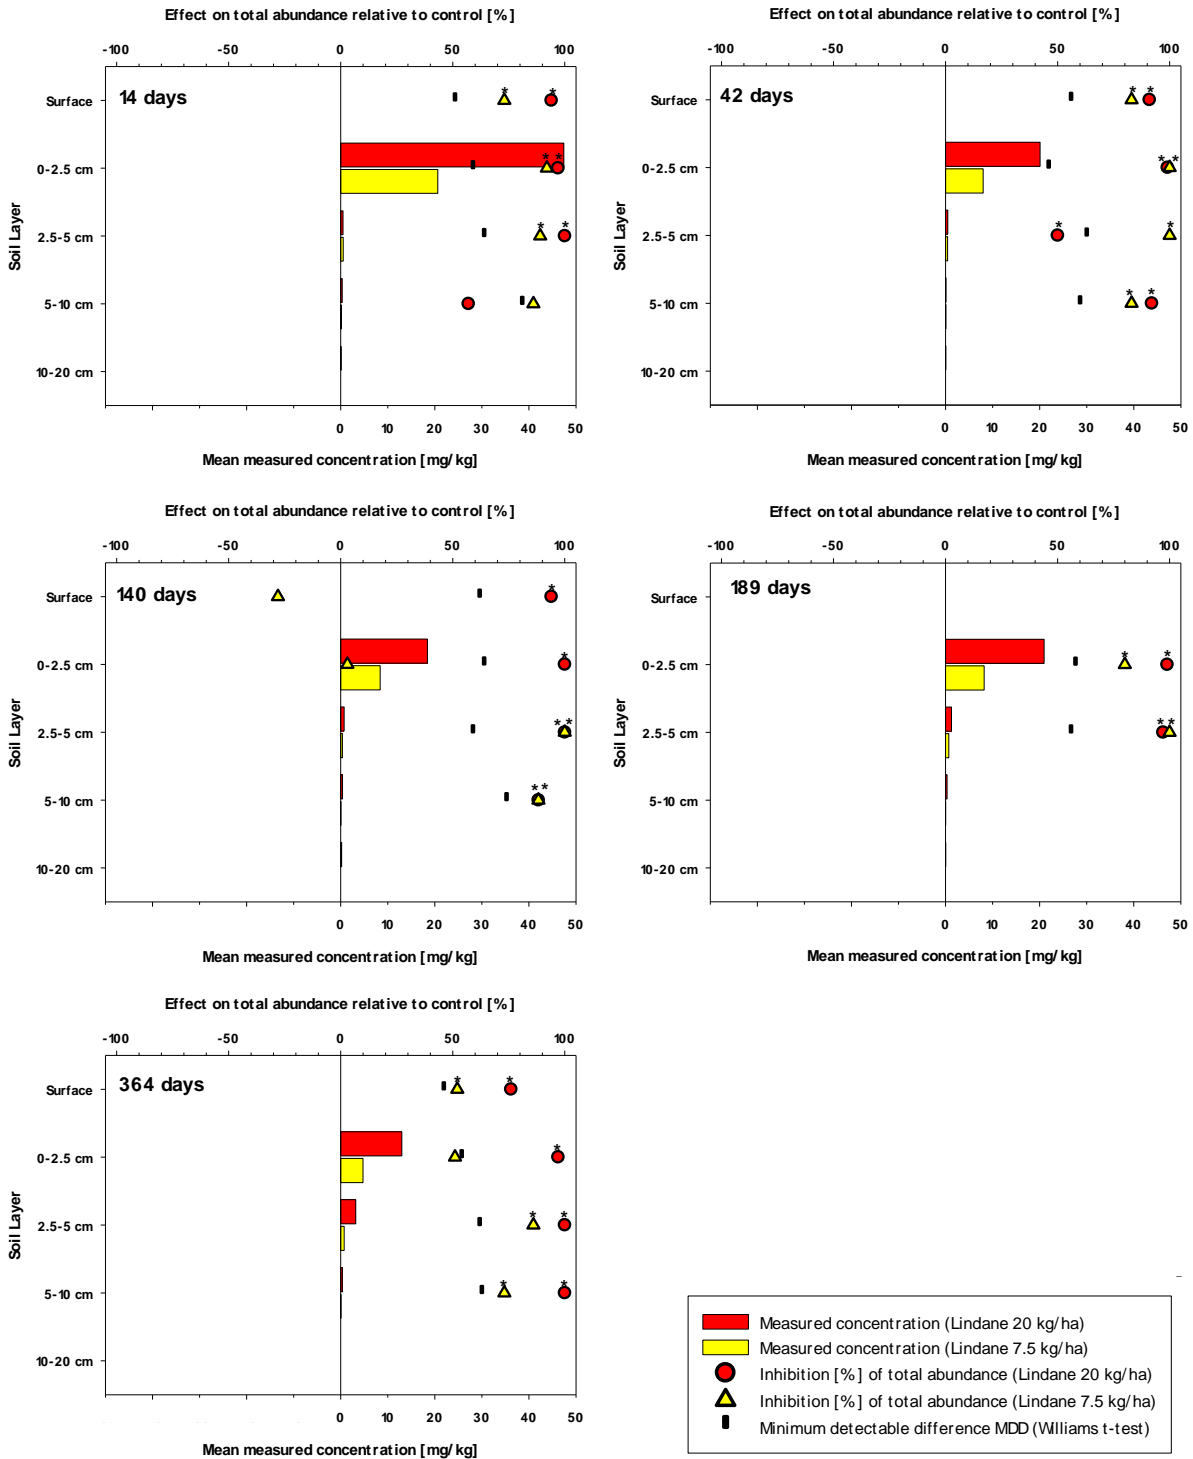 Effect on total abundance relative to control [%]
-100 -50 0 50 100
14 days
Soil Layer
Surface
0-2.5 cm
2.5-5 cm
5-10 cm
10-20 cm
* *
* *
* *
0 10 20 30 40 50
Mean measured concentration [mg/kg]
Effect on total abundance relative to control [%]
-100 -50 0 50 100
42 days
Soil Layer
Surface
0-2.5 cm
2.5-5 cm
5-10 cm
10-20 cm
* *
* *
* *
* *
0 10 20 30 40 50
Mean measured concentration [mg/kg]
Effect on total abundance relative to control [%]
-100 -50 0 50 100
140 days
Soil Layer
Surface
0-2.5 cm
2.5-5 cm
5-10 cm
10-20 cm
*
*
* *
* *
0 10 20 30 40 50
Mean measured concentration [mg/kg]
Effect on total abundance relative to control [%]
-100 -50 0 50 100
189 days
Soil Layer
Surface
0-2.5 cm
2.5-5 cm
5-10 cm
10-20 cm
* *
* *
0 10 20 30 40 50
Mean measured concentration [mg/kg]
Effect on total abundance relative to control [%]
-100 -50 0 50 100
364 days
Soil Layer
Surface
0-2.5 cm
2.5-5 cm
5-10 cm
10-20 cm
* *
*
* *
* *
0 10 20 30 40 50
Mean measured concentration [mg/kg]
Measured concentration (Lindane 20 kg/ha)
Measured concentration (Lindane 7.5 kg/ha)
Inhibition [%] of total abundance (Lindane 20 kg/ha)
Inhibition [%] of total abundance (Lindane 7.5 kg/ha)
Minimum detectable difference MDD (Williams t-test)